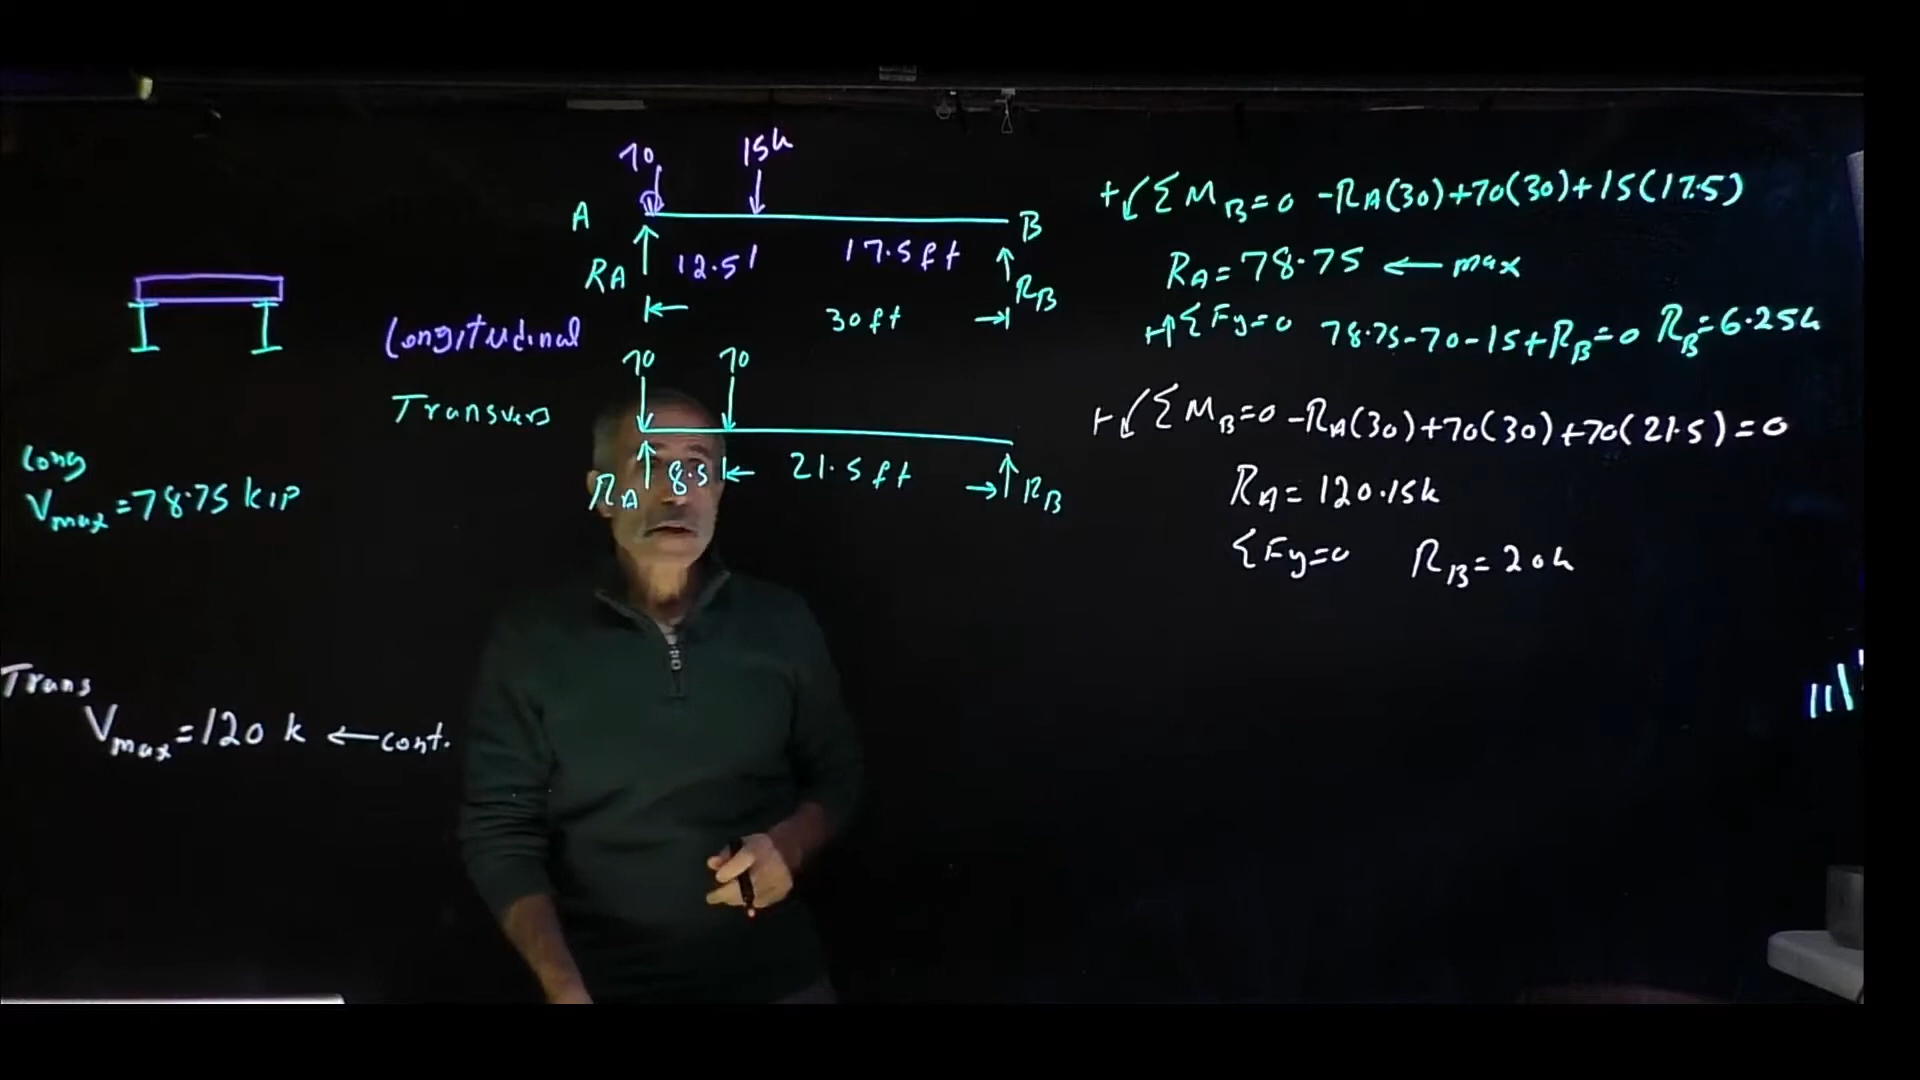 70 15k
A B
RA 12.5' 17.5ft RB
30ft
Longitudinal
70 70
Transvers
RA 8.5 21.5ft RB
Long
Vmax=78.75 KIP
Trans
Vmax=120 k ← cont.
+↙ΣMB=0 -RA(30)+70(30)+15(17.5)
RA=78.75 ← max
+↑ΣFy=0 78.75-70-15+RB=0 RB=6.25k
+↙ΣMB=0 -RA(30)+70(30)+70(21.5)=0
RA=120.15k
ΣFy=0 RB=20k